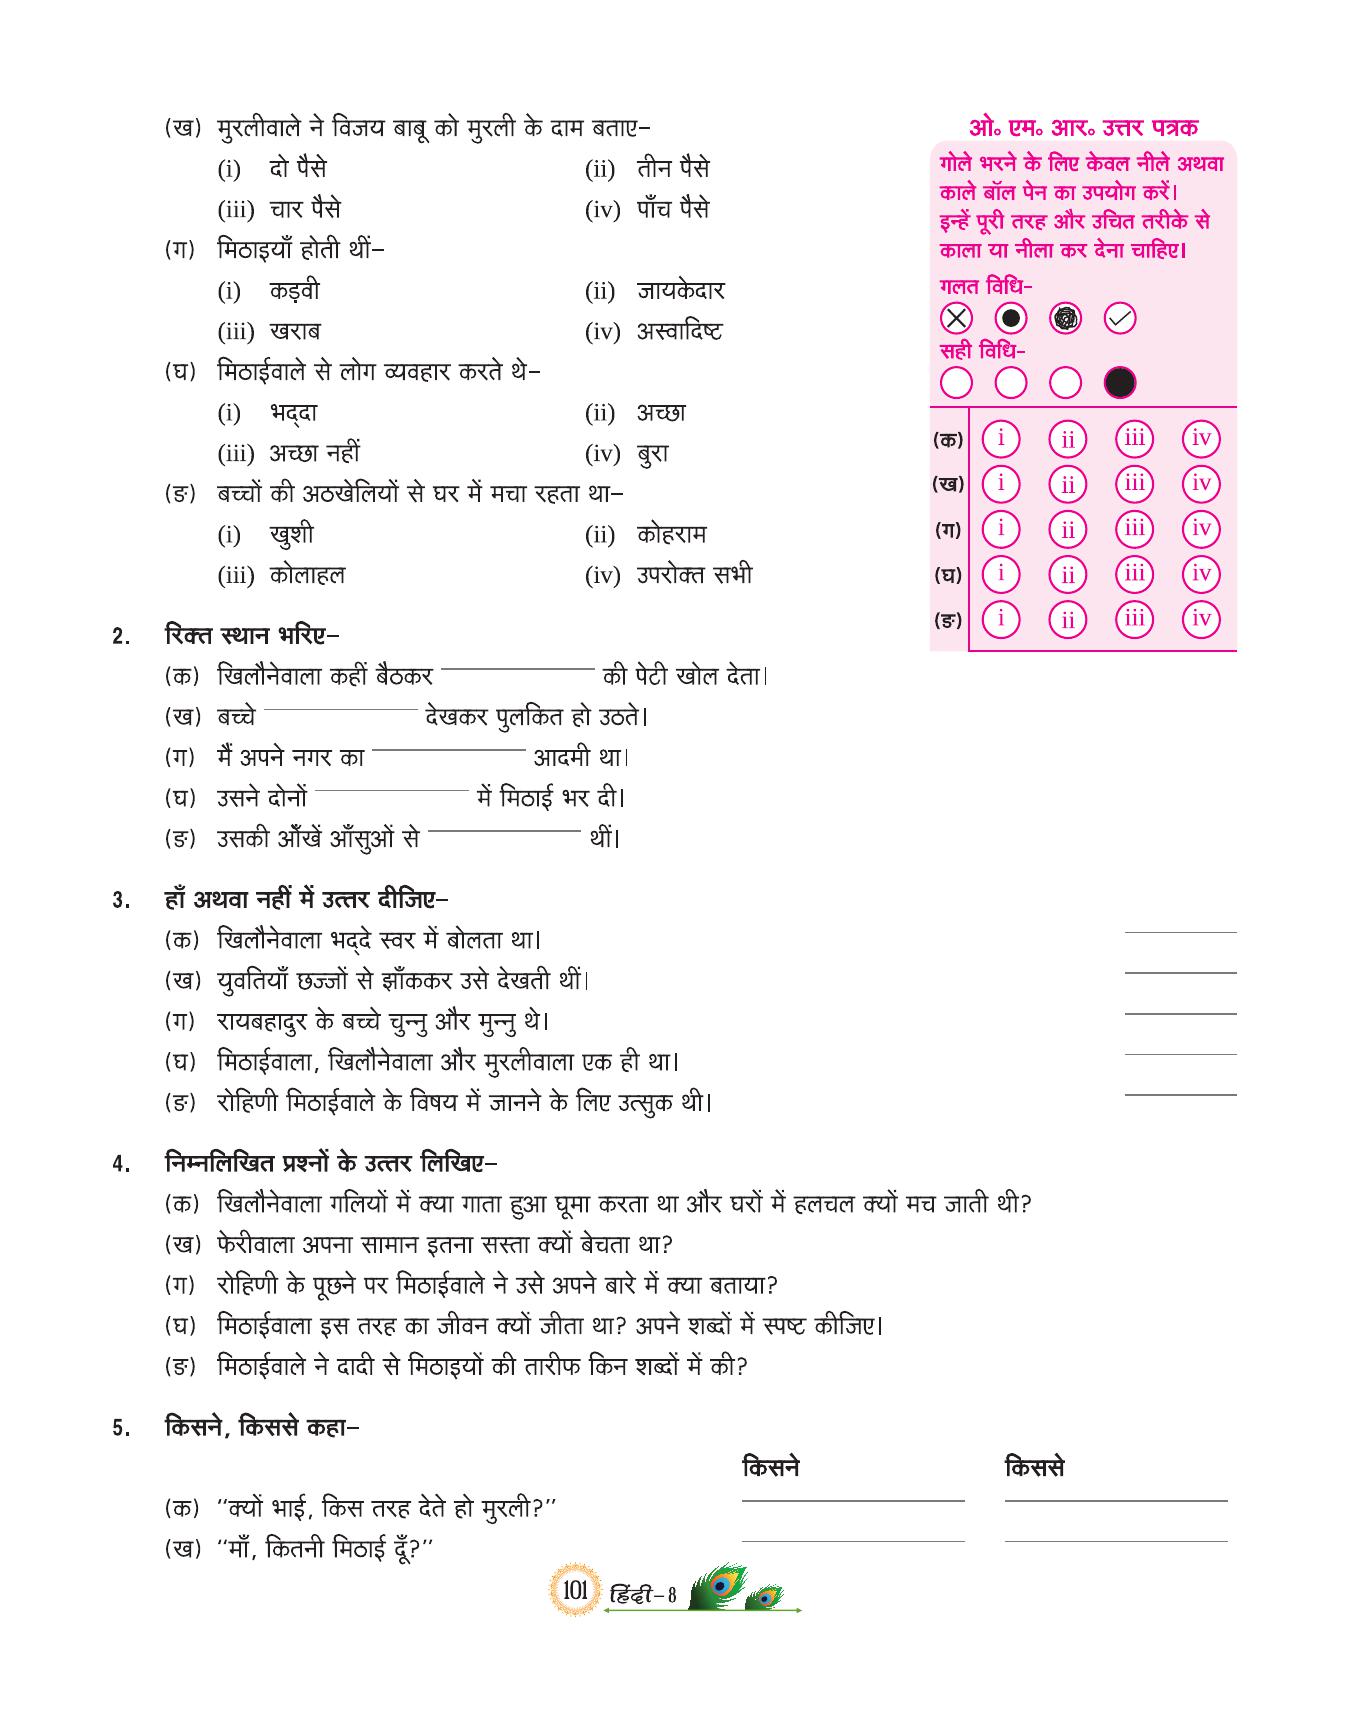 (ख) मुरलीवाले ने विजय बाबू को मुरली के दाम बताए–
(i) दो पैसे (ii) तीन पैसे
(iii) चार पैसे (iv) पाँच पैसे
(ग) मिठाइयाँ होती थीं–
(i) कड़वी (ii) जायकेदार
(iii) खराब (iv) अस्वादिष्ट
(घ) मिठाईवाले से लोग व्यवहार करते थे–
(i) भद्दा (ii) अच्छा
(iii) अच्छा नहीं (iv) बुरा
(ङ) बच्चों की अठखेलियों से घर में मचा रहता था–
(i) खुशी (ii) कोहराम
(iii) कोलाहल (iv) उपरोक्त सभी
ओ॰ एम॰ आर॰ उत्तर पत्रक
गोले भरने के लिए केवल नीले अथवा
काले बॉल पेन का उपयोग करें।
इन्हें पूरी तरह और उचित तरीके से
काला या नीला कर देना चाहिए।
गलत विधि–
सही विधि–
(क) i ii iii iv
(ख) i ii iii iv
(ग) i ii iii iv
(घ) i ii iii iv
(ङ) i ii iii iv
2. रिक्त स्थान भरिए–
(क) खिलौनेवाला कहीं बैठकर ____________ की पेटी खोल देता।
(ख) बच्चे ____________ देखकर पुलकित हो उठते।
(ग) मैं अपने नगर का ____________ आदमी था।
(घ) उसने दोनों ____________ में मिठाई भर दी।
(ङ) उसकी आँखें आँसुओं से ____________ थीं।
3. हाँ अथवा नहीं में उत्तर दीजिए–
(क) खिलौनेवाला भद्दे स्वर में बोलता था। ________
(ख) युवतियाँ छज्जों से झाँककर उसे देखती थीं। ________
(ग) रायबहादुर के बच्चे चुन्नु और मुन्नु थे। ________
(घ) मिठाईवाला, खिलौनेवाला और मुरलीवाला एक ही था। ________
(ङ) रोहिणी मिठाईवाले के विषय में जानने के लिए उत्सुक थी। ________
4. निम्नलिखित प्रश्नों के उत्तर लिखिए–
(क) खिलौनेवाला गलियों में क्या गाता हुआ घूमा करता था और घरों में हलचल क्यों मच जाती थी?
(ख) फेरीवाला अपना सामान इतना सस्ता क्यों बेचता था?
(ग) रोहिणी के पूछने पर मिठाईवाले ने उसे अपने बारे में क्या बताया?
(घ) मिठाईवाला इस तरह का जीवन क्यों जीता था? अपने शब्दों में स्पष्ट कीजिए।
(ङ) मिठाईवाले ने दादी से मिठाइयों की तारीफ किन शब्दों में की?
5. किसने, किससे कहा–
किसने किससे
(क) ‘‘क्यों भाई, किस तरह देते हो मुरली?’’ ____________ ____________
(ख) ‘‘माँ, कितनी मिठाई दूँ?’’ ____________ ____________
101 हिंदी–8